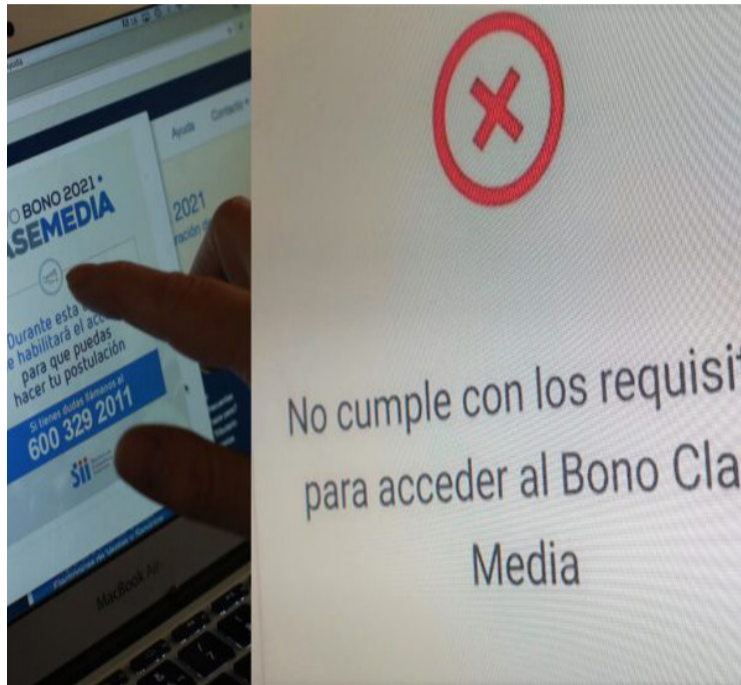 Ayuda
Contacto
O BONO 2021
ASEMEDIA
2021
Durante esta
e habilitará el acc
para que puedas
hacer tu postulación
Si tienes dudas llámanos al
600 329 2011
Sii
MacBook Air
No cumple con los requisit
para acceder al Bono Cla
Media